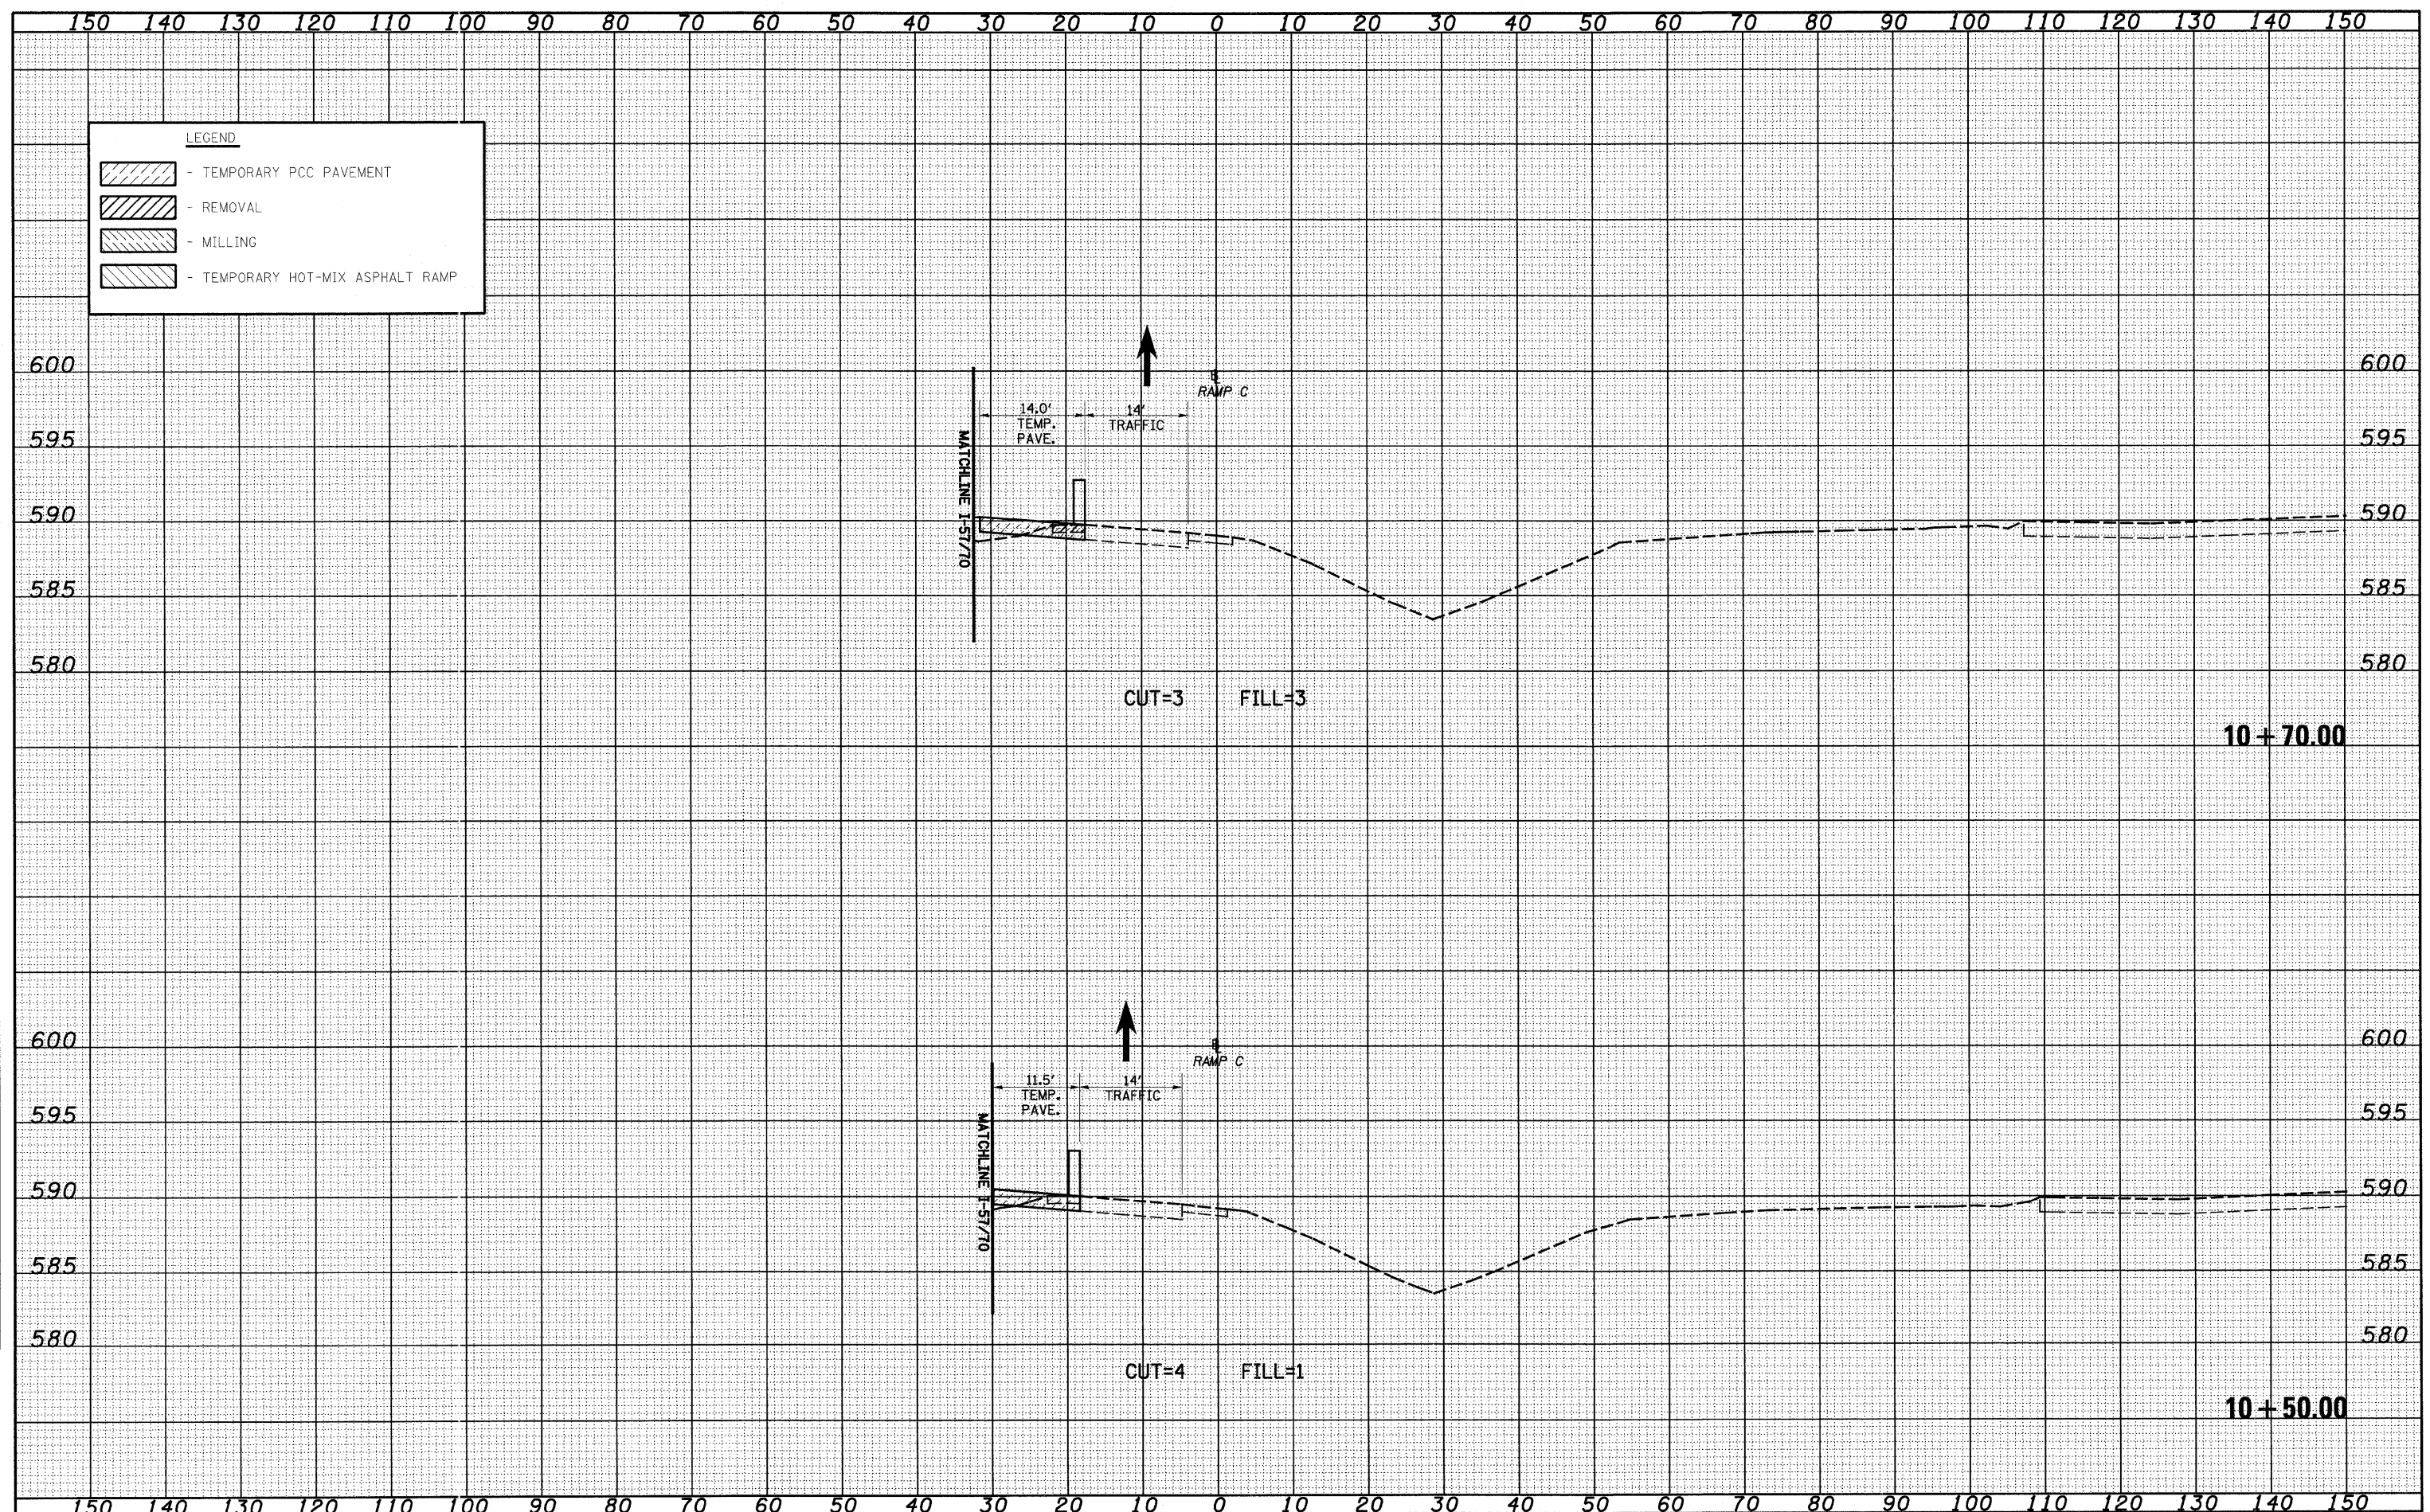 150 140 130 120 110 100 90 80 70 60 50 40 30 20 10 0 10 20 30 40 50 60 70 80 90 100 110 120 130 140 150
LEGEND
- TEMPORARY PCC PAVEMENT
- REMOVAL
- MILLING
- TEMPORARY HOT-MIX ASPHALT RAMP
600 600
RAMP C
14.0' 14'
TEMP. TRAFFIC
PAVE.
595 595
MATCHLINE I-57/70
590 590
585 585
580 580
CUT=3 FILL=3
10+70.00
600 600
RAMP C
11.5' 14'
TEMP. TRAFFIC
PAVE.
595 595
MATCHLINE I-57/70
590 590
585 585
580 580
CUT=4 FILL=1
10+50.00
150 140 130 120 110 100 90 80 70 60 50 40 30 20 10 0 10 20 30 40 50 60 70 80 90 100 110 120 130 140 150